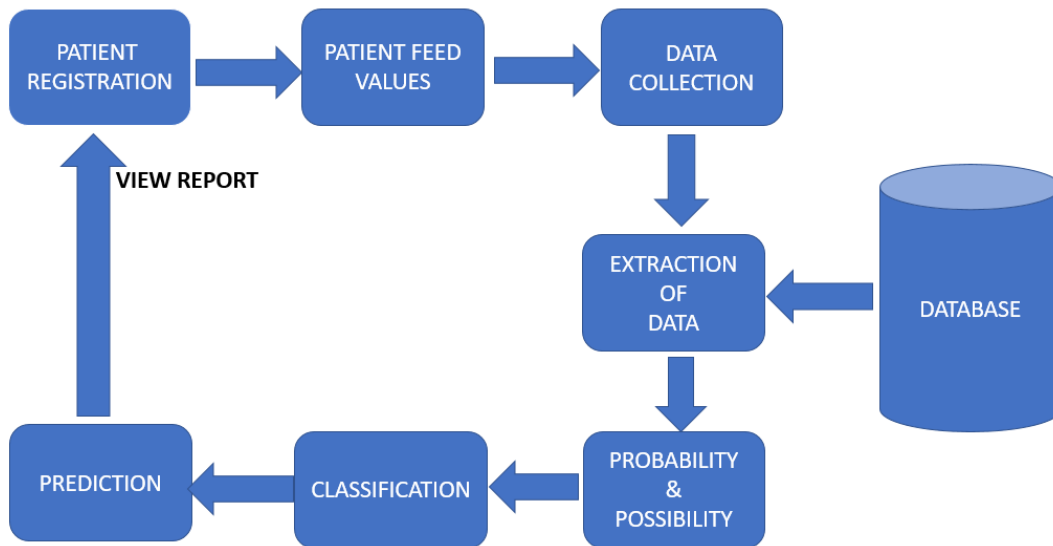 PATIENT
REGISTRATION
PATIENT FEED
VALUES
DATA
COLLECTION
VIEW REPORT
EXTRACTION
OF
DATA
DATABASE
PREDICTION
CLASSIFICATION
PROBABILITY
&
POSSIBILITY